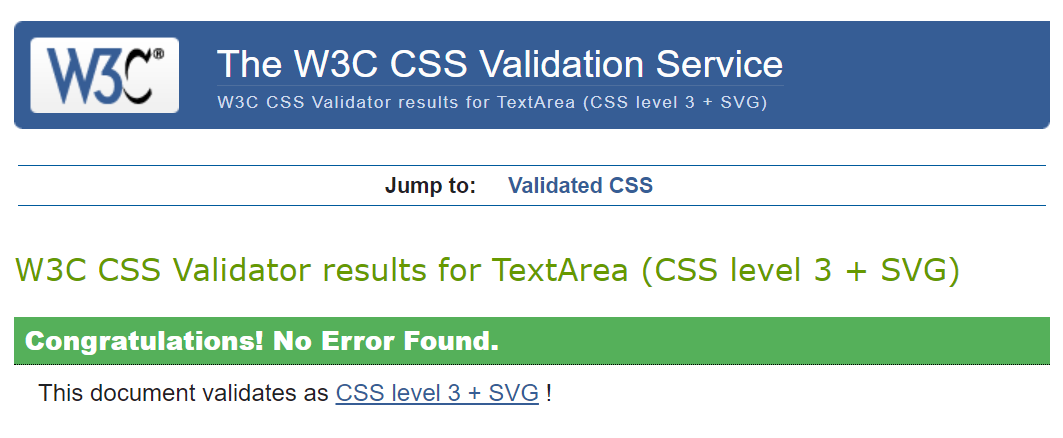 W3C®
The W3C CSS Validation Service
W3C CSS Validator results for TextArea (CSS level 3 + SVG)
Jump to: Validated CSS
W3C CSS Validator results for TextArea (CSS level 3 + SVG)
Congratulations! No Error Found.
This document validates as CSS level 3 + SVG !